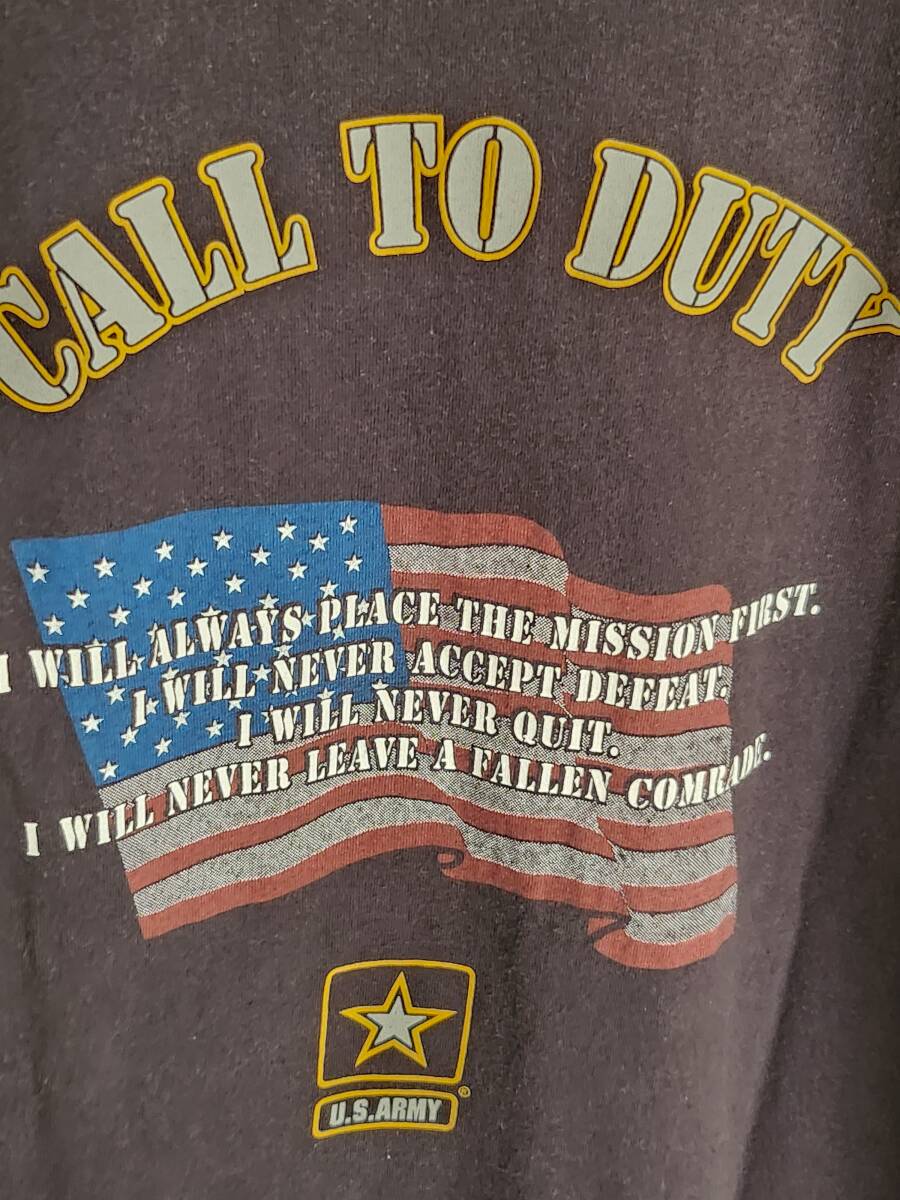 CALL TO DUTY
I WILL ALWAYS PLACE THE MISSION FIRST.
I WILL NEVER ACCEPT DEFEAT.
I WILL NEVER QUIT.
I WILL NEVER LEAVE A FALLEN COMRADE.
U.S.ARMY®